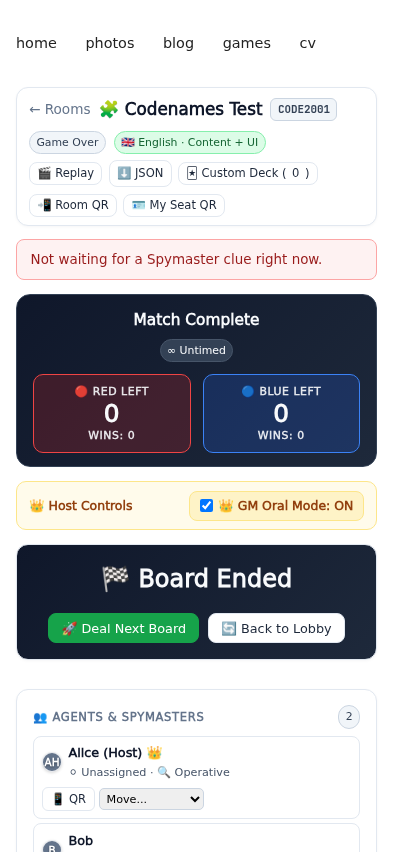 home photos blog games cv
← Rooms 🧩 Codenames Test CODE2001
Game Over 🇬🇧 English · Content + UI
🎬 Replay ⬇️ JSON 🃏 Custom Deck ( 0 )
📲 Room QR 🪪 My Seat QR
Not waiting for a Spymaster clue right now.
Match Complete
∞ Untimed
🔴 RED LEFT 🔵 BLUE LEFT
0 0
WINS: 0 WINS: 0
👑 Host Controls 👑 GM Oral Mode: ON
🏁 Board Ended
🚀 Deal Next Board 🔄 Back to Lobby
👥 AGENTS & SPYMASTERS 2
AH Alice (Host) 👑
⚪ Unassigned · 🔍 Operative
📱 QR Move...
B Bob